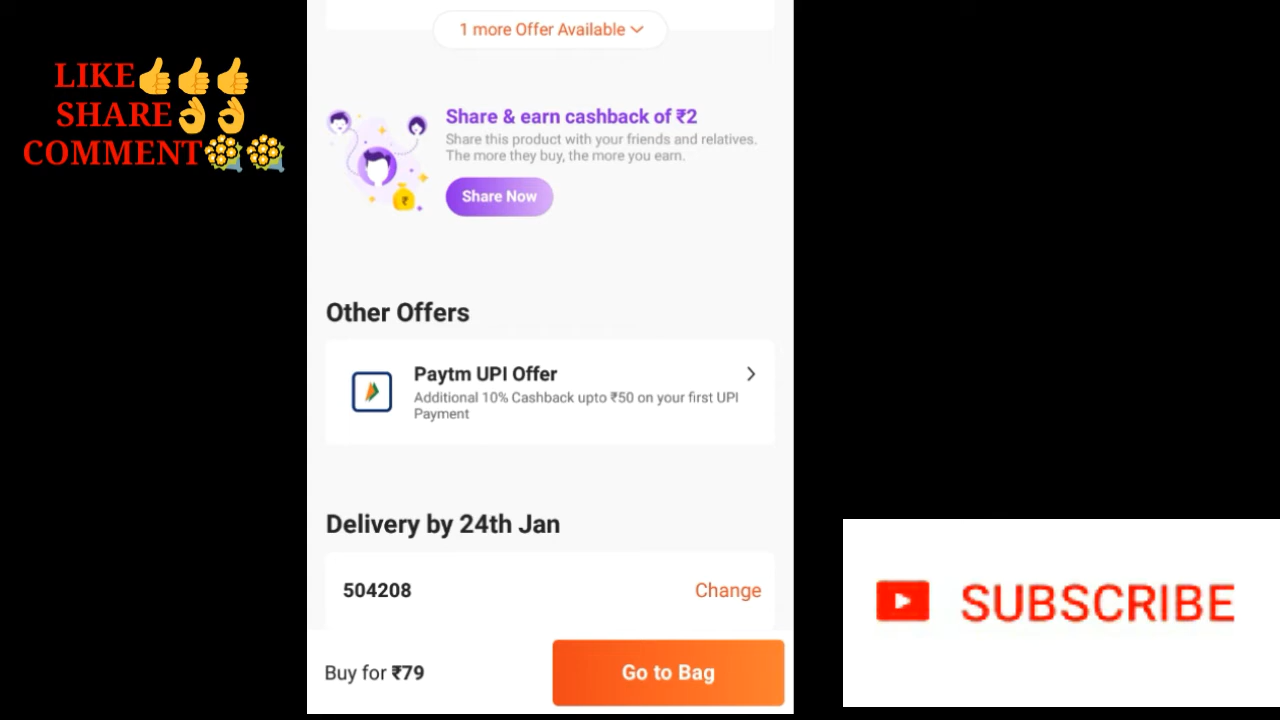 LIKE👍👍👍
SHARE👌👌
COMMENT💐💐
1 more Offer Available
Share & earn cashback of ₹2
Share this product with your friends and relatives.
The more they buy, the more you earn.
Share Now
Other Offers
Paytm UPI Offer
Additional 10% Cashback upto ₹50 on your first UPI
Payment
Delivery by 24th Jan
504208
Change
Buy for ₹79
Go to Bag
SUBSCRIBE